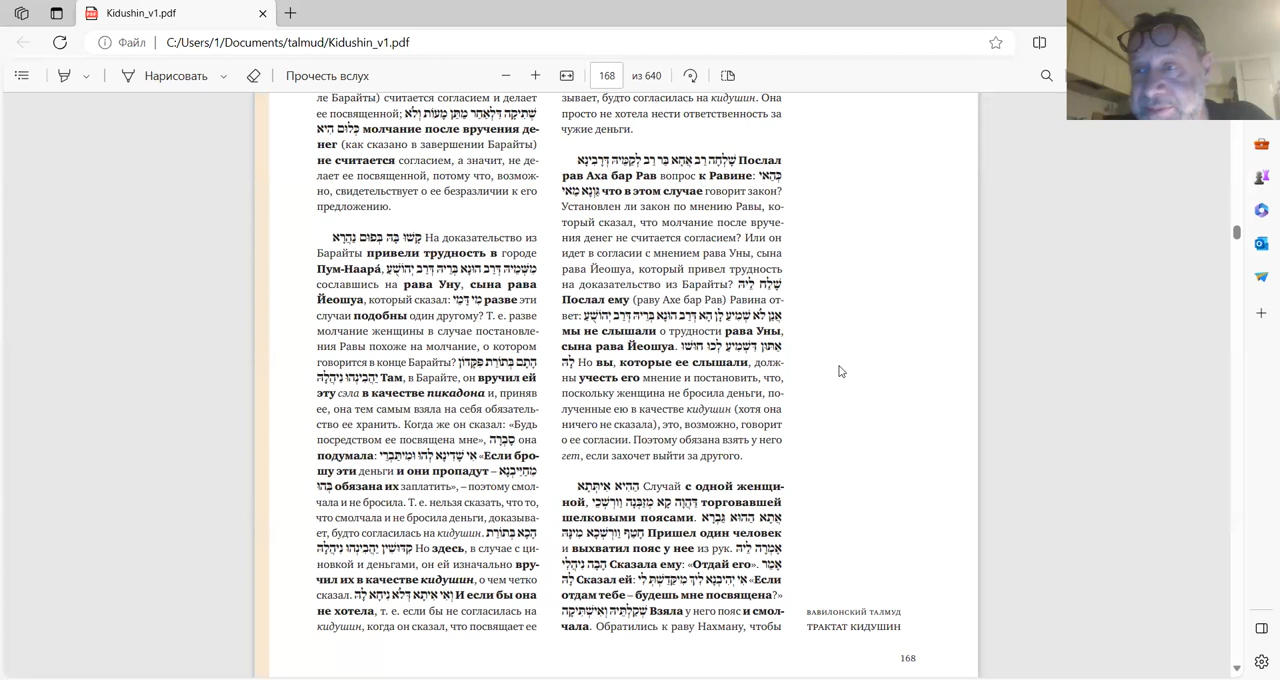 Kidushin_v1.pdf
Файл
C:/Users/1/Documents/talmud/Kidushin_v1.pdf
Нарисовать
Прочесть вслух
168
из 640
ле Барайты) считается согласием и делает
ее посвященной; שְׁתִיקָה דִּלְאַחַר מַתַּן מָעוֹת וְלֹא
כְּלוּם הִיא молчание после вручения де-
нег (как сказано в завершении Барайты)
не считается согласием, а значит, не де-
лает ее посвященной, потому что, возмож-
но, свидетельствует о ее безразличии к его
предложению.
קָשׁוּ בַּהּ בְּפוּם נַהֲרָא На доказательство из
Барайты привели трудность в городе
Пум-Наара́, מִשְּׁמֵיהּ דְּרַב הוּנָא בְּרֵיהּ דְּרַב יְהוֹשֻׁעַ
сославшись на рава Уну, сына рава
Йеошуа, который сказал: מִי דָּמֵי разве эти
случаи подобны один другому? Т. е. разве
молчание женщины в случае постановле-
ния Равы похоже на молчание, о котором
говорится в конце Барайты? הָתָם בְּתוֹרַת פִּקָּדוֹן
יַהֲבִינְהוּ נִיהֲלַהּ Там, в Барайте, он вручил ей
эту сэла в качестве пикадона и, приняв
ее, она тем самым взяла на себя обязатель-
ство ее хранить. Когда же он сказал: «Будь
посредством ее посвящена мне», סָבְרָה она
подумала: אִי שָׁדֵינָא לְהוּ וּמִיתַּבְרִי «Если бро-
шу эти деньги и они пропадут – מִחַיַּיבְנָא
בְּהוּ обязана их заплатить», – поэтому смол-
чала и не бросила. Т. е. нельзя сказать, что то,
что смолчала и не бросила деньги, доказыва-
ет, будто согласилась на кидушин. הָכָא בְּתוֹרַת
קִדּוּשִׁין יַהֲבִינְהוּ נִיהֲלַהּ Но здесь, в случае с ци-
новкой и деньгами, он ей изначально вру-
чил их в качестве кидушин, о чем четко
сказал. וְאִי אִיתָא דְּלֹא נִיחָא לַהּ И если бы она
не хотела, т. е. если бы не согласилась на
кидушин, когда он сказал, что посвящает ее
зывает, будто согласилась на кидушин. Она
просто не хотела нести ответственность за
чужие деньги.
שְׁלָחָהּ רַב אַחָא בַּר רַב לְקַמֵּיהּ דְּרָבִינָא Послал
рав Аха бар Рав вопрос к Равине: כְּהַאי
גַּוְונָא מַאי что в этом случае говорит закон?
Установлен ли закон по мнению Равы, ко-
торый сказал, что молчание после вруче-
ния денег не считается согласием? Или он
идет в согласии с мнением рава Уны, сына
рава Йеошуа, который привел трудность
на доказательство из Барайты? שְׁלַח לֵיהּ
Послал ему (раву Ахе бар Рав) Равина от-
вет: אֲנַן לֹא שְׁמִיעַ לַן הָא דְּרַב הוּנָא בְּרֵיהּ דְּרַב יְהוֹשֻׁעַ
мы не слышали о трудности рава Уны,
сына рава Йеошуа. אַתּוּן דִּשְׁמִיעַ לְכוּ חוּשׁוּ
לַהּ Но вы, которые ее слышали, долж-
ны учесть его мнение и постановить, что,
поскольку женщина не бросила деньги, по-
лученные ею в качестве кидушин (хотя она
ничего не сказала), это, возможно, говорит
о ее согласии. Поэтому обязана взять у него
гет, если захочет выйти за другого.
הַהִיא אִיתְּתָא Случай с одной женщи-
ной, דַּהֲוָה קָא מְזַבְּנָה וַורְשְׁכֵי торговавшей
шелковыми поясами. אֲתָא הַהוּא גַּבְרָא
חֲטַף וַורְשְׁכָא מִינַּהּ Пришел один человек
и выхватил пояс у нее из рук. אֲמַרָה לֵיהּ
הָבָה נִיהֲלִי Сказала ему: «Отдай его». אֲמַר
לַהּ Сказал ей: אִי יָהֵיבְנָא לִיךְ מִיקַּדְּשַׁתְּ לִי «Если
отдам тебе – будешь мне посвящена?»
שְׁקַלְתֵּיהּ וְאִישְׁתִּיקָה Взяла у него пояс и смол-
чала. Обратились к раву Нахману, чтобы
ВАВИЛОНСКИЙ ТАЛМУД
ТРАКТАТ КИДУШИН
168